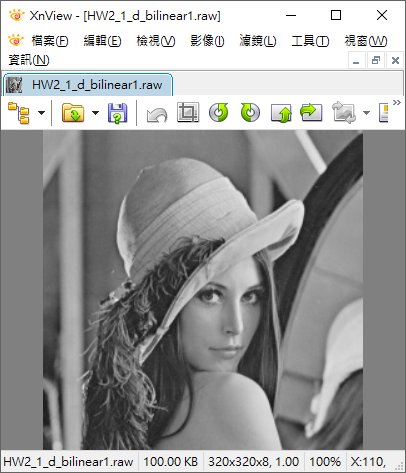 XnView - [HW2_1_d_bilinear1.raw]
檔案(F) 編輯(E) 檢視(V) 影像(I) 濾鏡(L) 工具(T) 視窗(W)
資訊(N)
HW2_1_d_bilinear1.raw
HW2_1_d_bilinear1.raw 100.00 KB 320x320x8, 1.00 100% X:110,